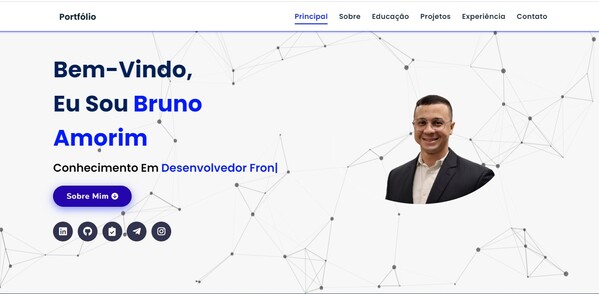 Portfólio
Principal Sobre Educação Projetos Experiência Contato
Bem-Vindo,
Eu Sou Bruno
Amorim
Conhecimento Em Desenvolvedor Fron|
Sobre Mim